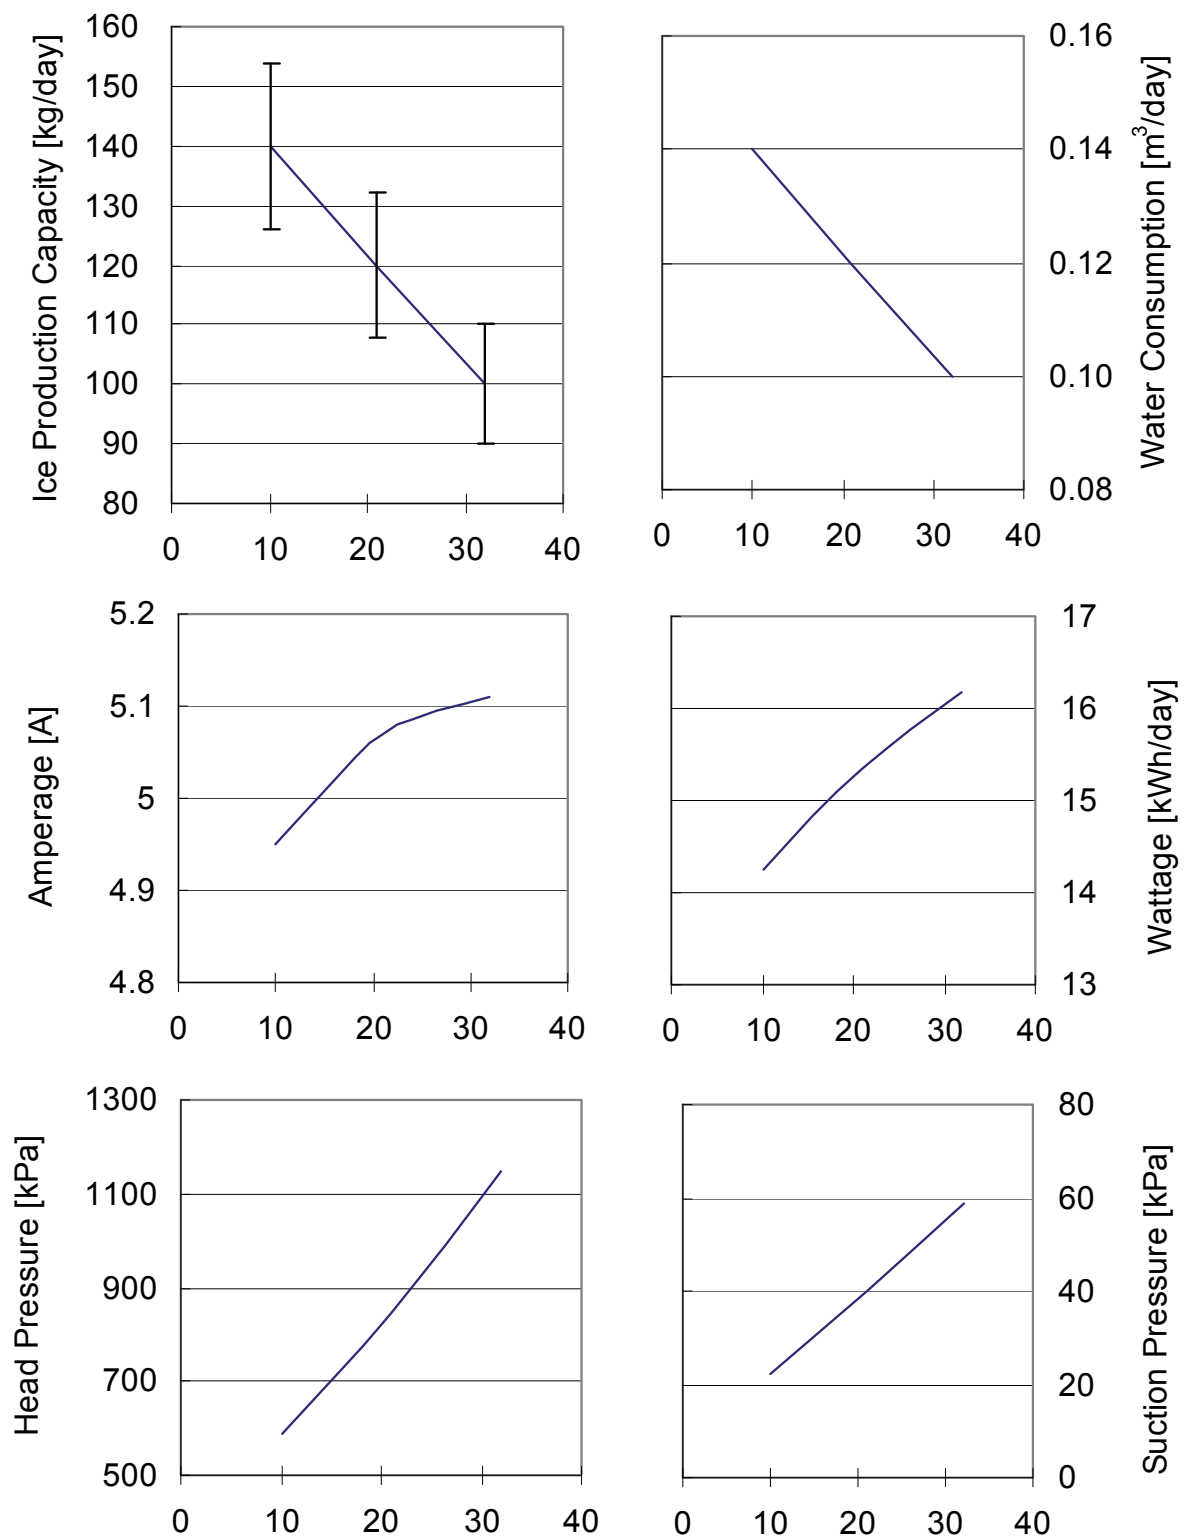 Ice Production Capacity [kg/day]
160
150
140
130
120
110
100
90
80
0 10 20 30 40
Water Consumption [m³/day]
0.16
0.14
0.12
0.10
0.08
0 10 20 30 40
Amperage [A]
5.2
5.1
5
4.9
4.8
0 10 20 30 40
Wattage [kWh/day]
17
16
15
14
13
0 10 20 30 40
Head Pressure [kPa]
1300
1100
900
700
500
0 10 20 30 40
Suction Pressure [kPa]
80
60
40
20
0
0 10 20 30 40